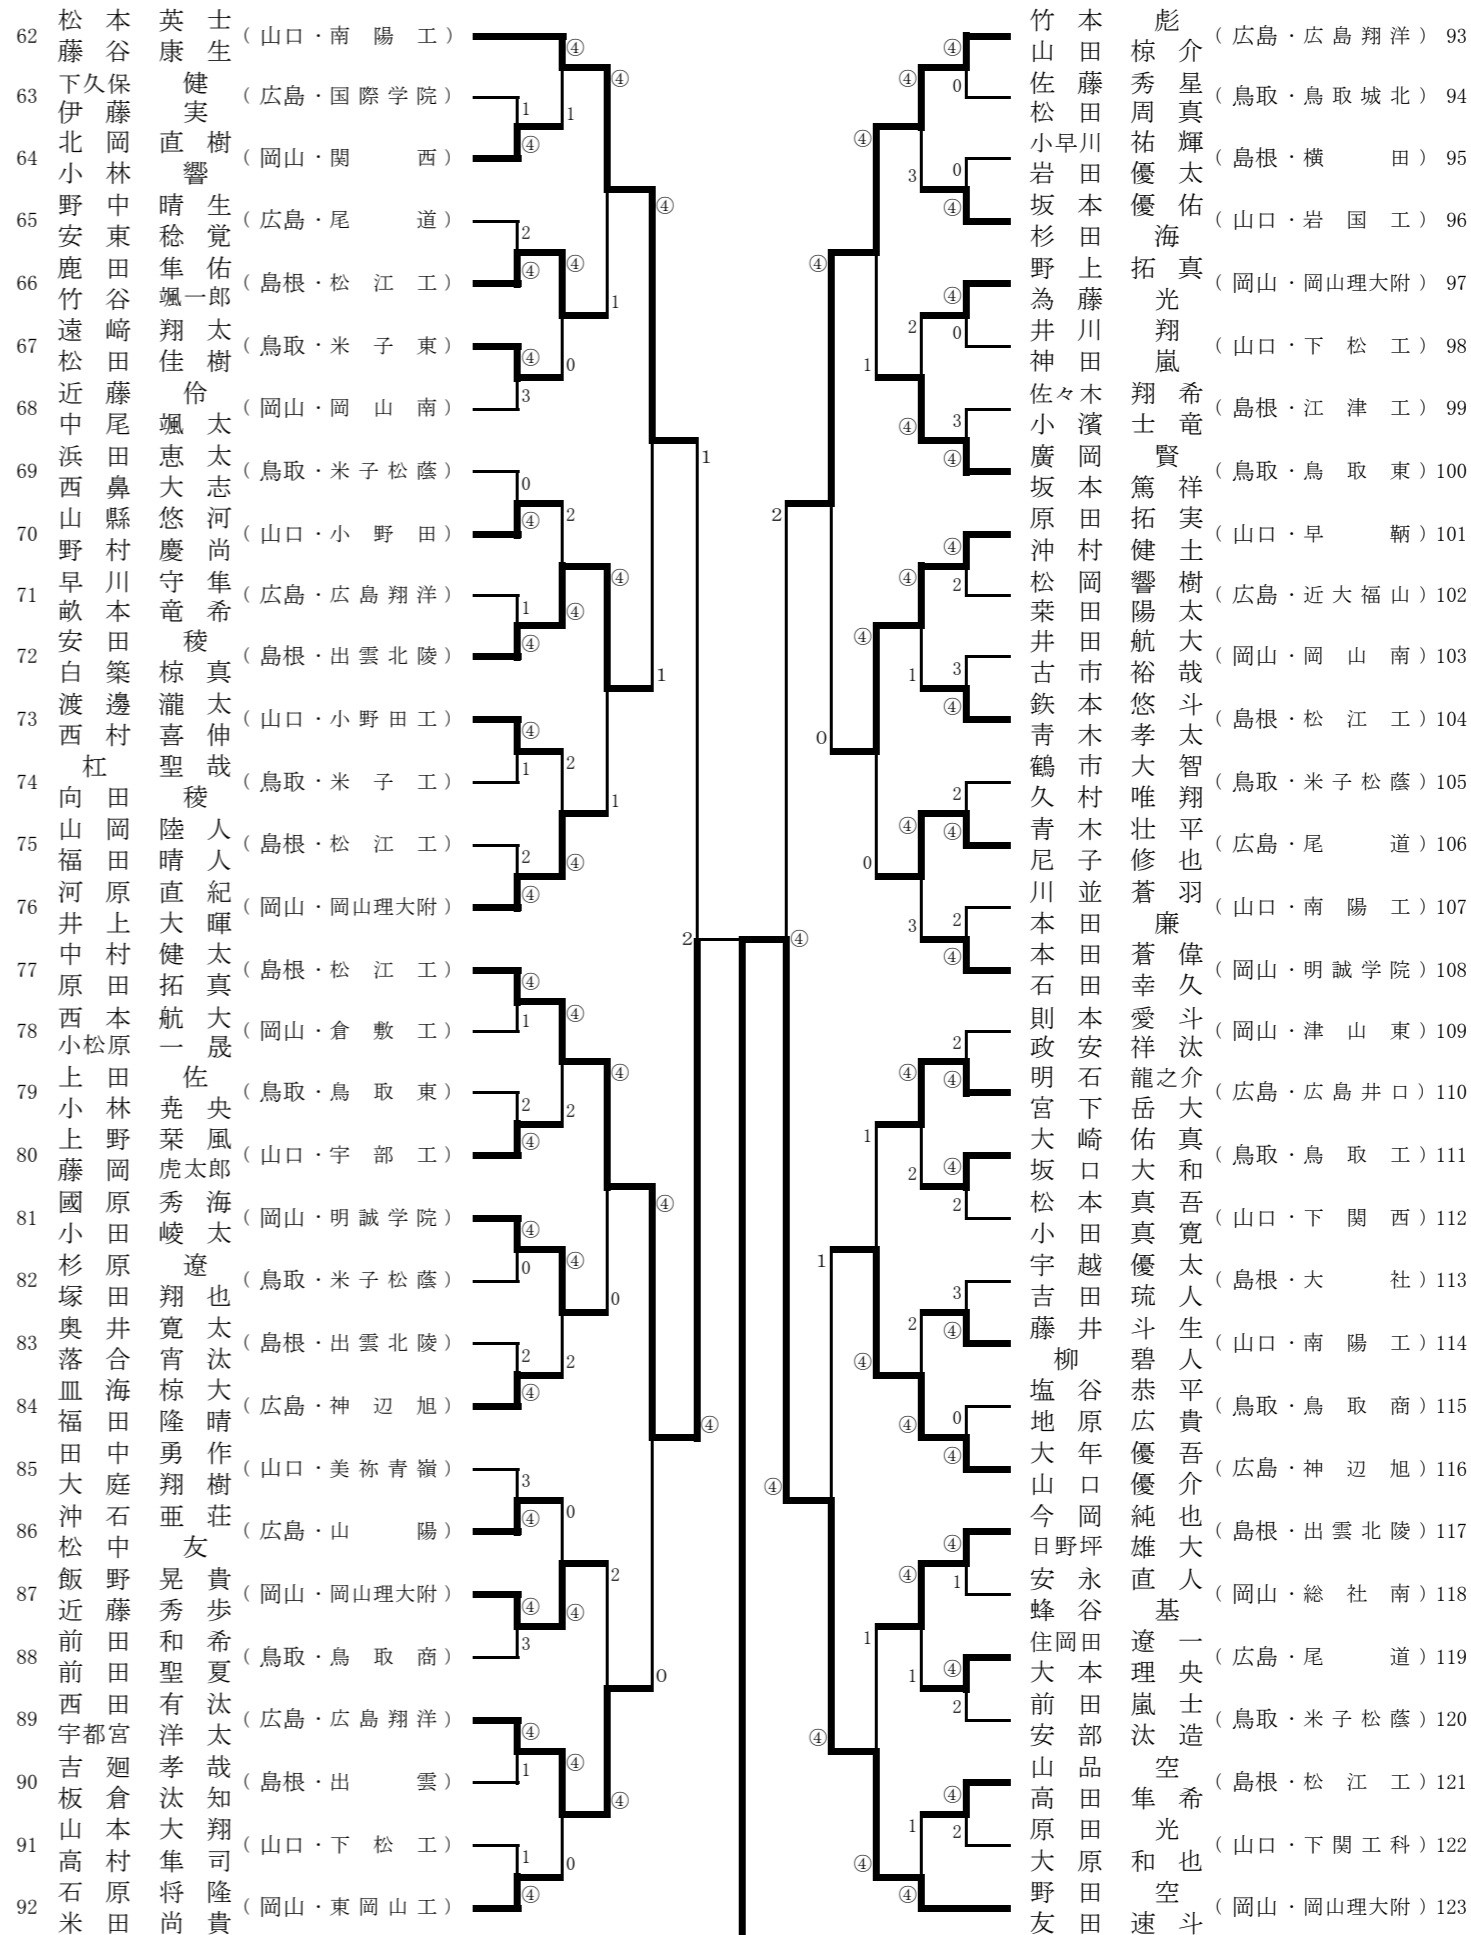 62 松本英士 藤谷康生 (山口・南陽工)
63 下久保健 伊藤実 (広島・国際学院)
64 北岡直樹 小林響 (岡山・関西)
65 野中晴生 安東稔覚 (広島・尾道)
66 鹿田隼佑 竹谷颯一郎 (島根・松江工)
67 遠﨑翔太 松田佳樹 (鳥取・米子東)
68 近藤伶 中尾颯太 (岡山・岡山南)
69 浜田恵太 西鼻大志 (鳥取・米子松蔭)
70 山縣悠河 野村慶尚 (山口・小野田)
71 早川守隼 畝本竜希 (広島・広島翔洋)
72 安田稜 白築椋真 (島根・出雲北陵)
73 渡邊瀧太 西村喜伸 (山口・小野田工)
74 杠聖哉 向田稜 (鳥取・米子工)
75 山岡陸人 福田晴人 (島根・松江工)
76 河原直紀 井上大暉 (岡山・岡山理大附)
77 中村健太 原田拓真 (島根・松江工)
78 西本航大 小松原一晟 (岡山・倉敷工)
79 上田佐 小林尭央 (鳥取・鳥取東)
80 上野栞風 藤岡虎太郎 (山口・宇部工)
81 國原秀海 小田崚太 (岡山・明誠学院)
82 杉原遼 塚田翔也 (鳥取・米子松蔭)
83 奥井寛太 落合宵汰 (島根・出雲北陵)
84 皿海椋大 福田隆晴 (広島・神辺旭)
85 田中勇作 大庭翔樹 (山口・美祢青嶺)
86 沖石亜荘 松中友 (広島・山陽)
87 飯野晃貴 近藤秀歩 (岡山・岡山理大附)
88 前田和希 前田聖夏 (鳥取・鳥取商)
89 西田有汰 宇都宮洋太 (広島・広島翔洋)
90 吉廻孝哉 板倉汰知 (島根・出雲)
91 山本大翔 高村隼司 (山口・下松工)
92 石原将隆 米田尚貴 (岡山・東岡山工)
竹本彪 山田椋介 (広島・広島翔洋) 93
佐藤秀星 松田周真 (鳥取・鳥取城北) 94
小早川祐輝 岩田優太 (島根・横田) 95
坂本優佑 杉田海 (山口・岩国工) 96
野上拓真 為藤光 (岡山・岡山理大附) 97
井川翔 神田嵐 (山口・下松工) 98
佐々木翔希 小濱士竜 (島根・江津工) 99
廣岡賢 坂本篤祥 (鳥取・鳥取東) 100
原田拓実 沖村健士 (山口・早鞆) 101
松岡響樹 桒田陽太 (広島・近大福山) 102
井田航大 古市裕哉 (岡山・岡山南) 103
鉃本悠斗 青木孝太 (島根・松江工) 104
鶴市大智 久村唯翔 (鳥取・米子松蔭) 105
青木壮平 尼子修也 (広島・尾道) 106
川並蒼羽 本田廉 (山口・南陽工) 107
本田蒼偉 石田幸久 (岡山・明誠学院) 108
則本愛斗 政安祥汰 (岡山・津山東) 109
明石龍之介 宮下岳大 (広島・広島井口) 110
大崎佑真 坂口大和 (鳥取・鳥取工) 111
松本真吾 小田真寛 (山口・下関西) 112
宇越優太 吉田琉人 (島根・大社) 113
藤井斗生 柳碧人 (山口・南陽工) 114
塩谷恭平 地原広貴 (鳥取・鳥取商) 115
大年優吾 山口優介 (広島・神辺旭) 116
今岡純也 日野坪雄大 (島根・出雲北陵) 117
安永直人 蜂谷基 (岡山・総社南) 118
住岡田遼一 大本理央 (広島・尾道) 119
前田嵐士 安部汰造 (鳥取・米子松蔭) 120
山品空 高田隼希 (島根・松江工) 121
原田光 大原和也 (山口・下関工科) 122
野田空 友田速斗 (岡山・岡山理大附) 123